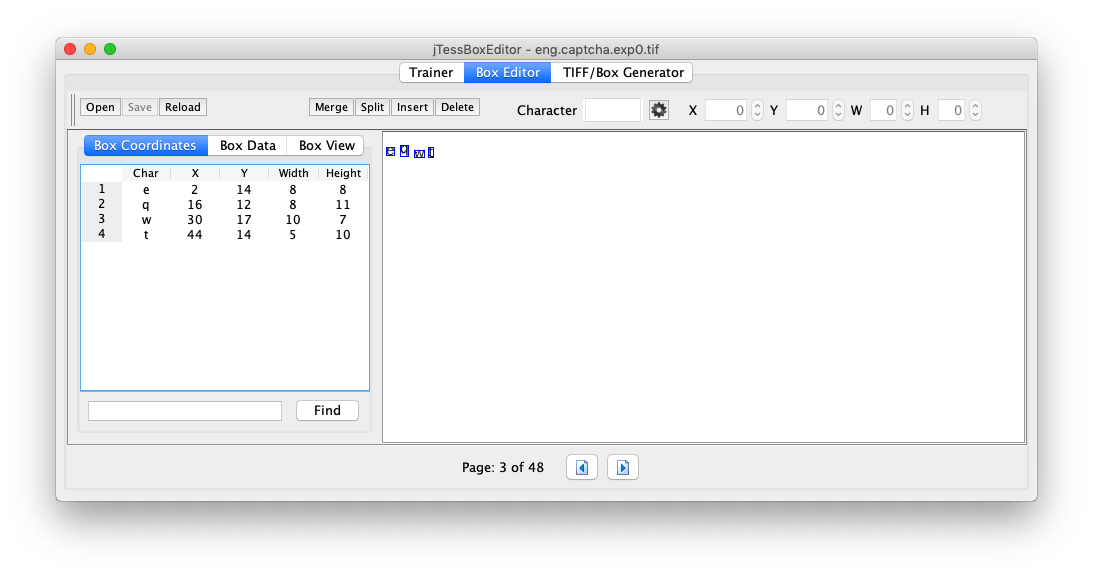 jTessBoxEditor - eng.captcha.exp0.tif
Trainer Box Editor TIFF/Box Generator
Open Save Reload Merge Split Insert Delete Character X 0 Y 0 W 0 H 0
Box Coordinates Box Data Box View
Char X Y Width Height
1 e 2 14 8 8
2 q 16 12 8 11
3 w 30 17 10 7
4 t 44 14 5 10
Find
e q w t
Page: 3 of 48